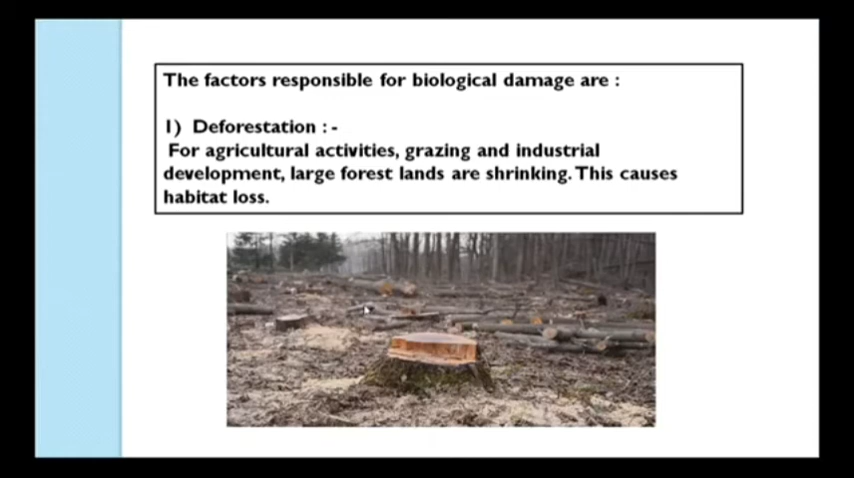 The factors responsible for biological damage are :
1) Deforestation : -
For agricultural activities, grazing and industrial
development, large forest lands are shrinking. This causes
habitat loss.